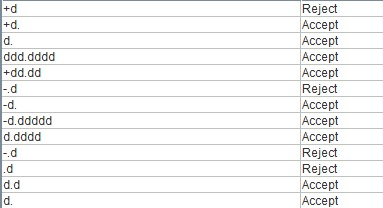 +d Reject
+d. Accept
d. Accept
ddd.dddd Accept
+dd.dd Accept
-.d Reject
-d. Accept
-d.ddddd Accept
d.dddd Accept
-.d Reject
.d Reject
d.d Accept
d. Accept